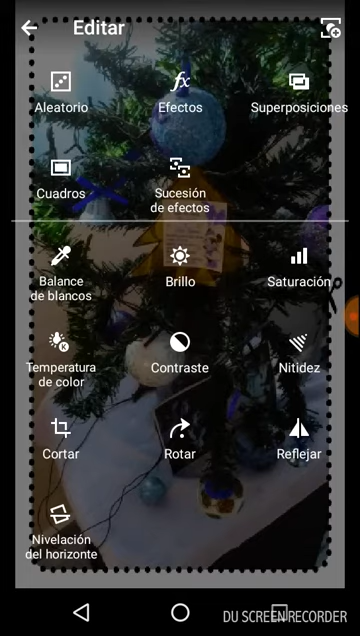 Editar
Aleatorio
Efectos
Superposiciones
Cuadros
Sucesión
de efectos
Balance
de blancos
Brillo
Saturación
Temperatura
de color
Contraste
Nitidez
Cortar
Rotar
Reflejar
Nivelación
del horizonte
DU SCREEN RECORDER